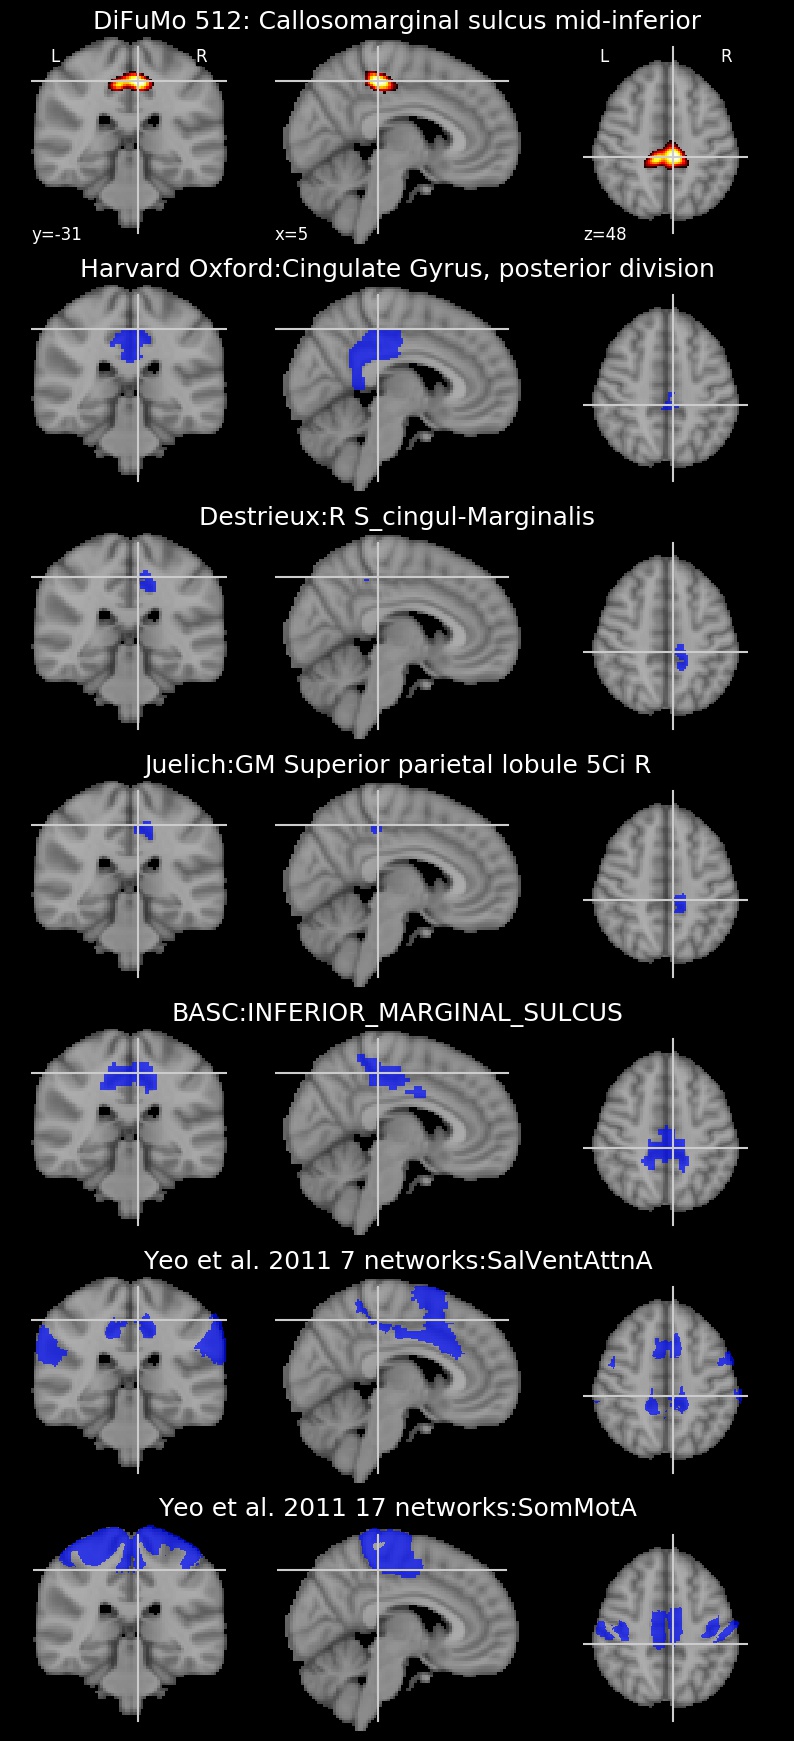 DiFuMo 512: Callosomarginal sulcus mid-inferior
L R L R
y=-31 x=5 z=48
Harvard Oxford:Cingulate Gyrus, posterior division
Destrieux:R S_cingul-Marginalis
Juelich:GM Superior parietal lobule 5Ci R
BASC:INFERIOR_MARGINAL_SULCUS
Yeo et al. 2011 7 networks:SalVentAttnA
Yeo et al. 2011 17 networks:SomMotA